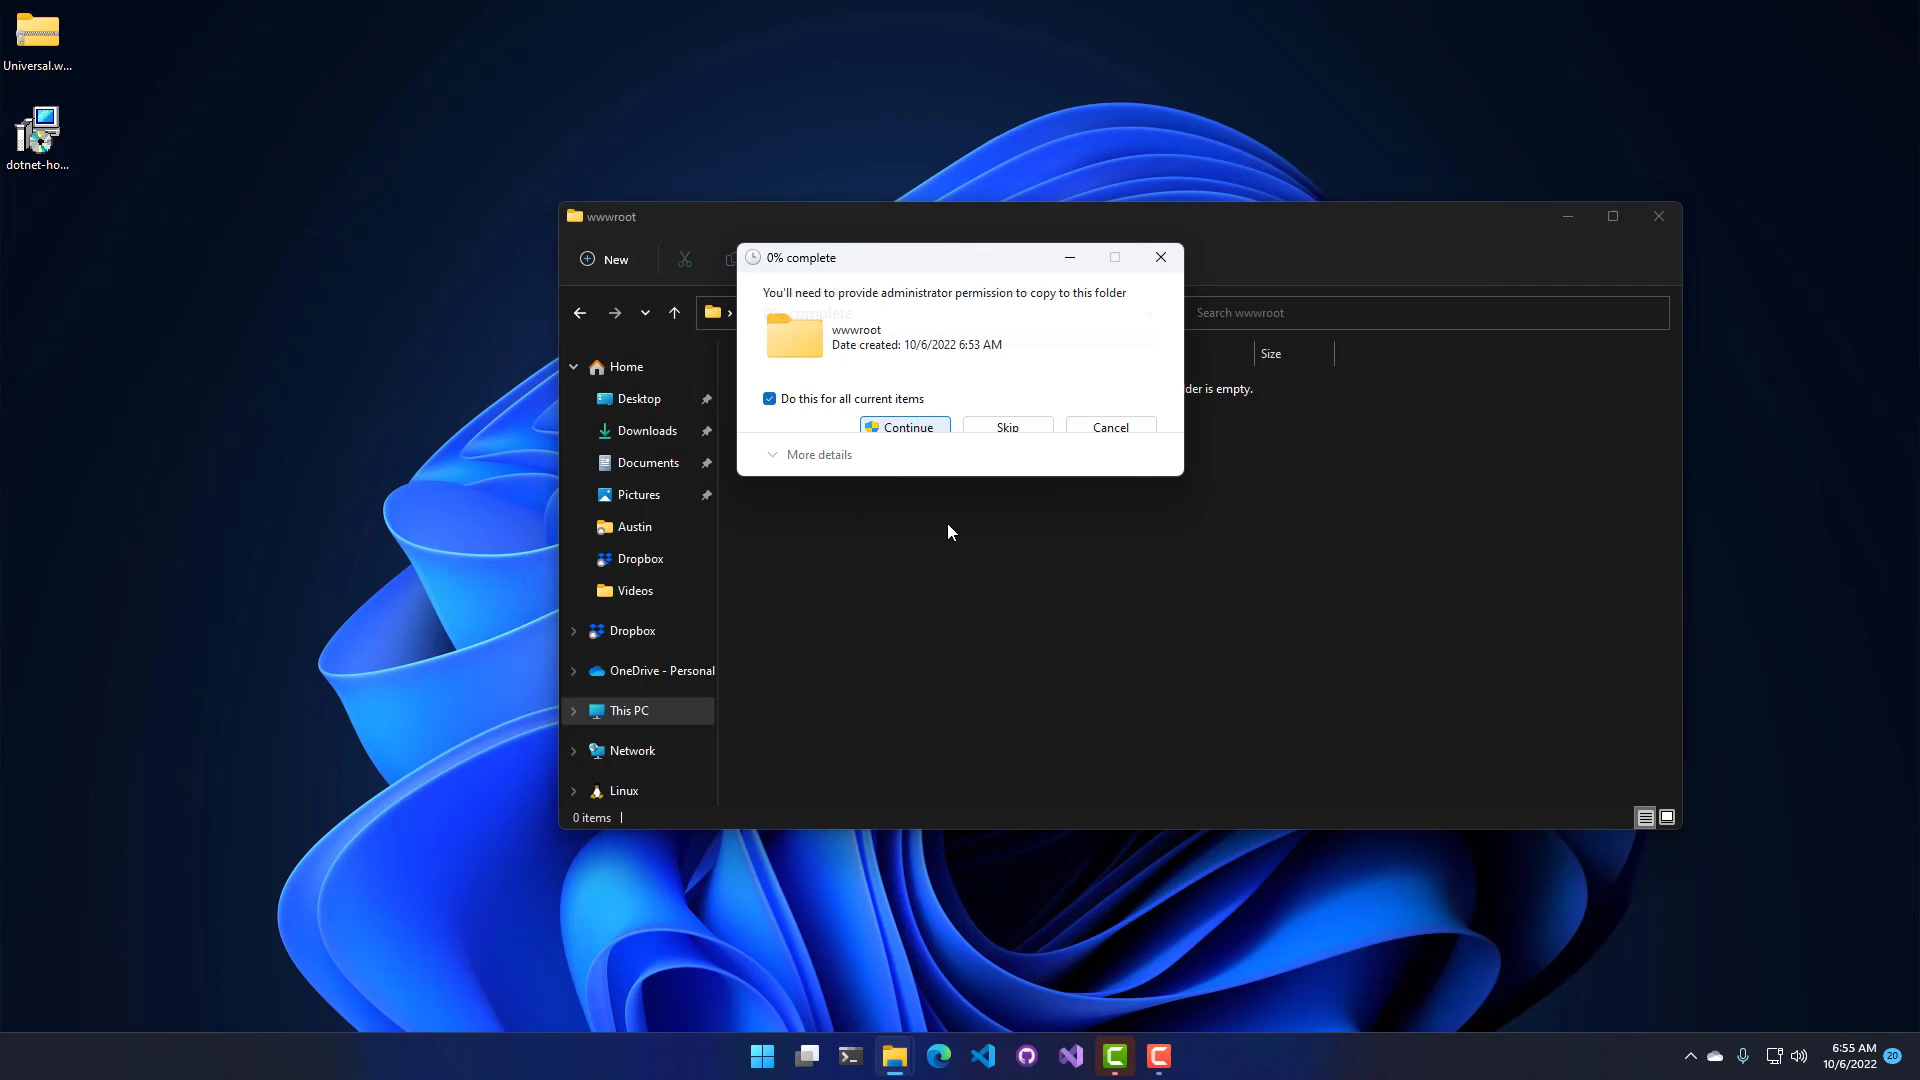 Universal.w...
dotnet-ho...
wwwroot
New
0% complete
You'll need to provide administrator permission to copy to this folder
wwwroot
Date created: 10/6/2022 6:53 AM
Do this for all current items
Continue
Skip
Cancel
More details
Search wwwroot
Size
der is empty.
Home
Desktop
Downloads
Documents
Pictures
Austin
Dropbox
Videos
Dropbox
OneDrive - Personal
This PC
Network
Linux
0 items
6:55 AM
10/6/2022
20